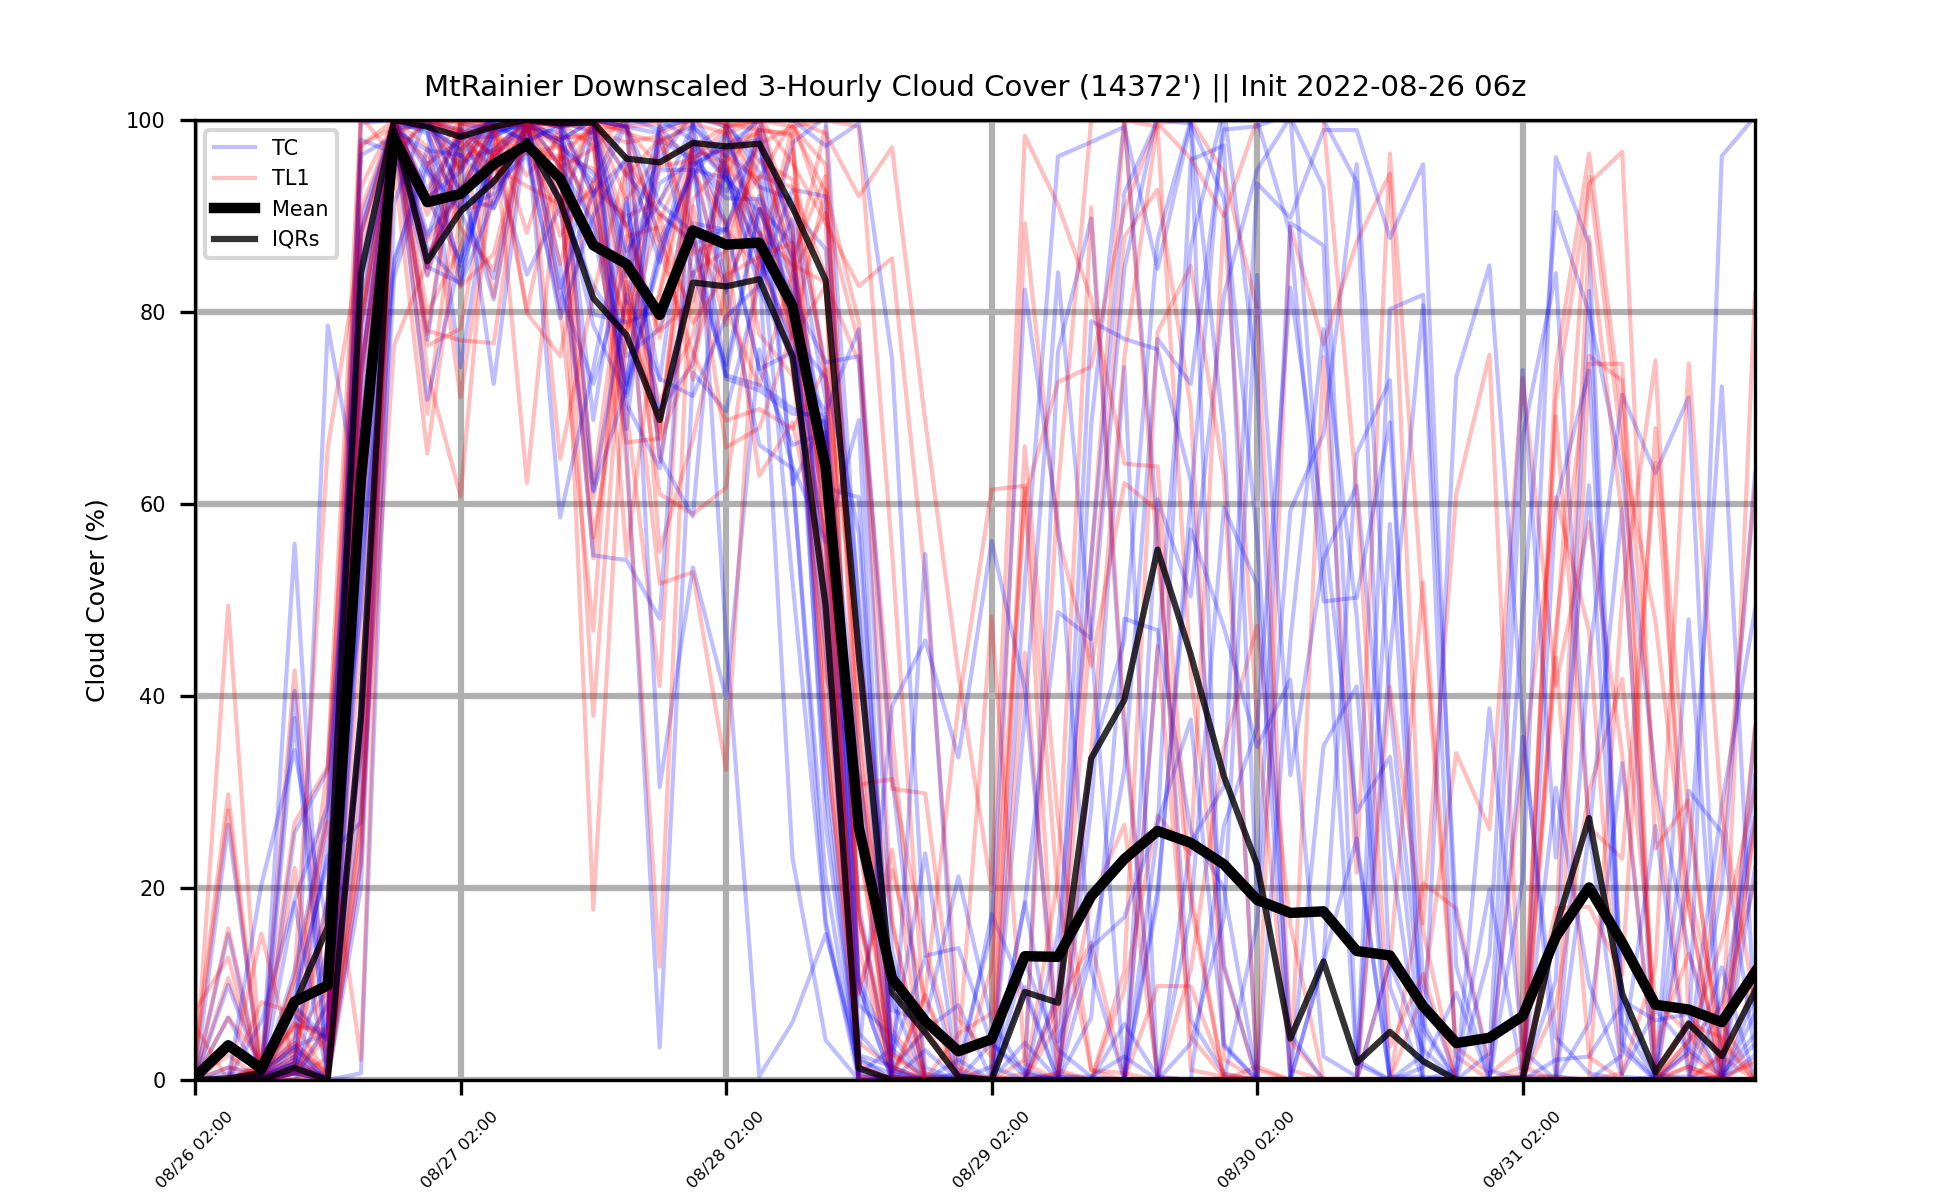 MtRainier Downscaled 3-Hourly Cloud Cover (14372') || Init 2022-08-26 06z
TC
TL1
Mean
IQRs
Cloud Cover (%)
100
80
60
40
20
0
08/26 02:00
08/27 02:00
08/28 02:00
08/29 02:00
08/30 02:00
08/31 02:00